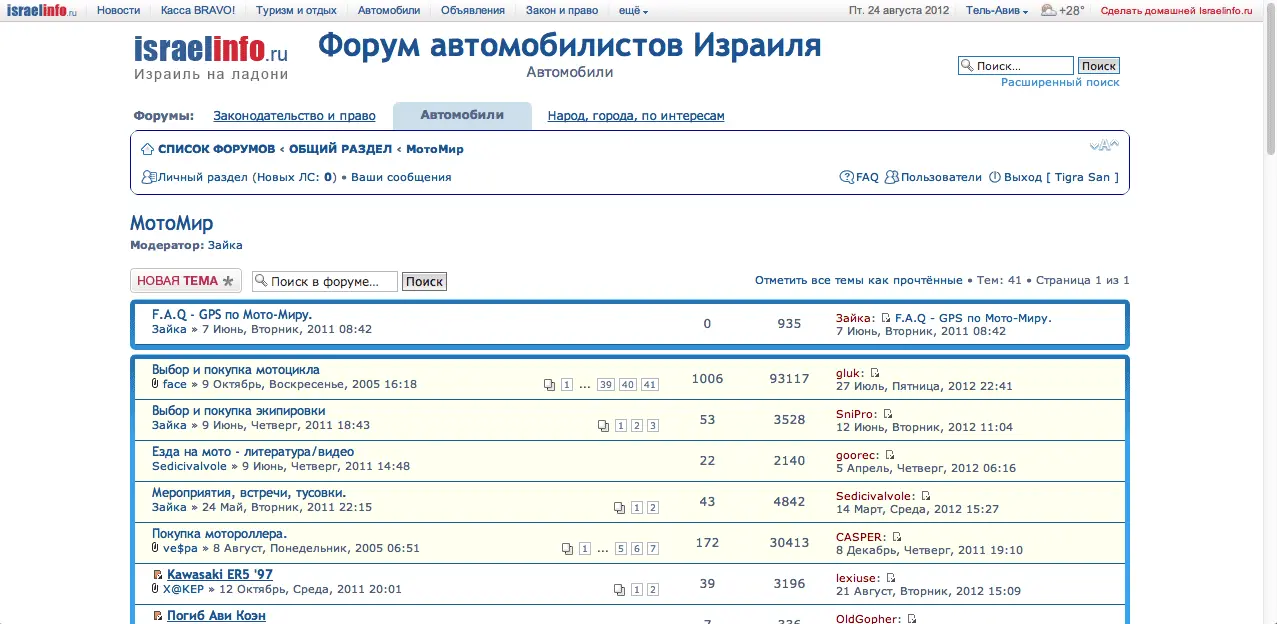 israelinfo.ru Новости Касса BRAVO! Туризм и отдых Автомобили Объявления Закон и право ещё Пт. 24 августа 2012 Тель-Авив +28° Сделать домашней Israelinfo.ru
israelinfo.ru
Израиль на ладони
Форум автомобилистов Израиля
Автомобили
Поиск... Поиск
Расширенный поиск
Форумы: Законодательство и право Автомобили Народ, города, по интересам
СПИСОК ФОРУМОВ ‹ ОБЩИЙ РАЗДЕЛ ‹ МотоМир A
Личный раздел (Новых ЛС: 0) • Ваши сообщения FAQ Пользователи Выход [ Tigra San ]
МотоМир
Модератор: Зайка
НОВАЯ ТЕМА * Поиск в форуме... Поиск Отметить все темы как прочтённые • Тем: 41 • Страница 1 из 1
F.A.Q - GPS по Мото-Миру. 0 935 Зайка: F.A.Q - GPS по Мото-Миру.
Зайка » 7 Июнь, Вторник, 2011 08:42 7 Июнь, Вторник, 2011 08:42
Выбор и покупка мотоцикла 1006 93117 gluk:
face » 9 Октябрь, Воскресенье, 2005 16:18 1 ... 39 40 41 27 Июль, Пятница, 2012 22:41
Выбор и покупка экипировки 53 3528 SniPro:
Зайка » 9 Июнь, Четверг, 2011 18:43 1 2 3 12 Июнь, Вторник, 2012 11:04
Езда на мото - литература/видео 22 2140 goorec:
Sedicivalvole » 9 Июнь, Четверг, 2011 14:48 5 Апрель, Четверг, 2012 06:16
Мероприятия, встречи, тусовки. 43 4842 Sedicivalvole:
Зайка » 24 Май, Вторник, 2011 22:15 1 2 14 Март, Среда, 2012 15:27
Покупка мотороллера. 172 30413 CASPER:
ve$pa » 8 Август, Понедельник, 2005 06:51 1 ... 5 6 7 8 Декабрь, Четверг, 2011 19:10
Kawasaki ER5 '97 39 3196 lexiuse:
X@KEP » 12 Октябрь, Среда, 2011 20:01 1 2 21 Август, Вторник, 2012 15:09
Погиб Ави Коэн 7 336 OldGopher: